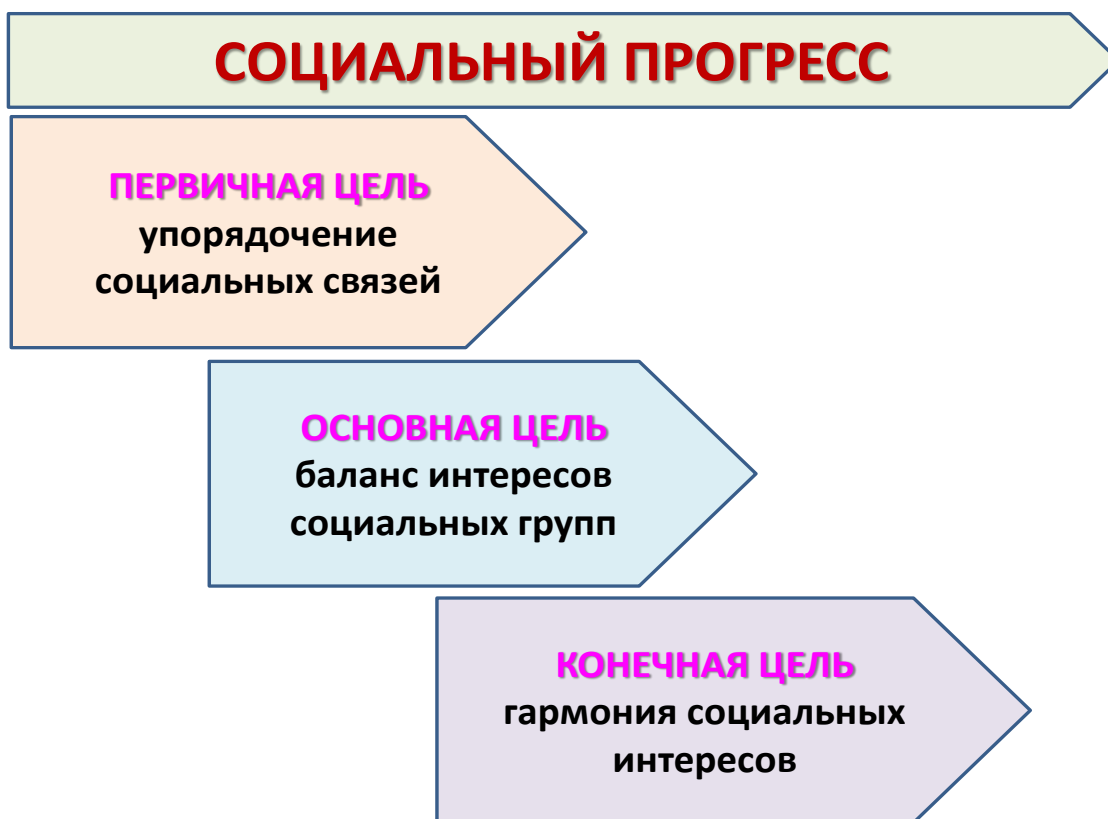 СОЦИАЛЬНЫЙ ПРОГРЕСС
ПЕРВИЧНАЯ ЦЕЛЬ
упорядочение
социальных связей
ОСНОВНАЯ ЦЕЛЬ
баланс интересов
социальных групп
КОНЕЧНАЯ ЦЕЛЬ
гармония социальных
интересов